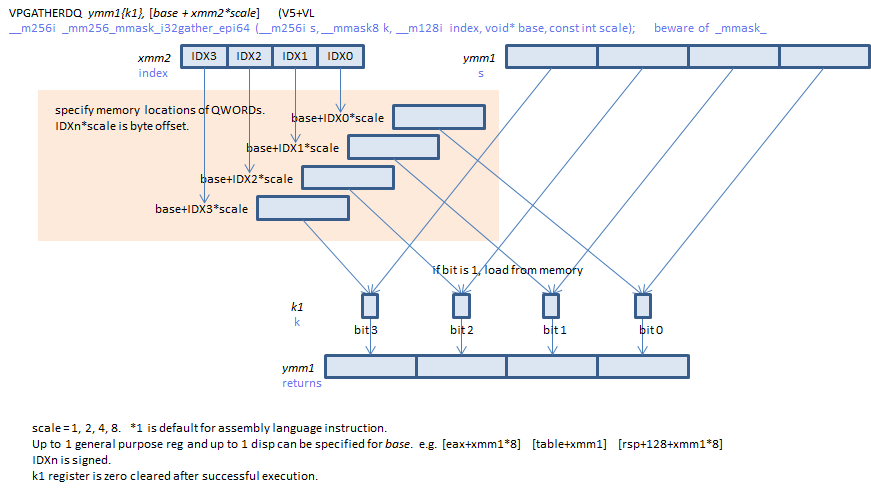 VPGATHERDQ ymm1{k1}, [base + xmm2*scale] (V5+VL
__m256i _mm256_mmask_i32gather_epi64 (__m256i s, __mmask8 k, __m128i index, void* base, const int scale); beware of _mmask_
xmm2 IDX3 IDX2 IDX1 IDX0 ymm1
index s
specify memory locations of QWORDs.
IDXn*scale is byte offset.
base+IDX0*scale
base+IDX1*scale
base+IDX2*scale
base+IDX3*scale
if bit is 1, load from memory
k1
k
bit 3 bit 2 bit 1 bit 0
ymm1
returns
scale = 1, 2, 4, 8. *1 is default for assembly language instruction.
Up to 1 general purpose reg and up to 1 disp can be specified for base. e.g. [eax+xmm1*8] [table+xmm1] [rsp+128+xmm1*8]
IDXn is signed.
k1 register is zero cleared after successful execution.